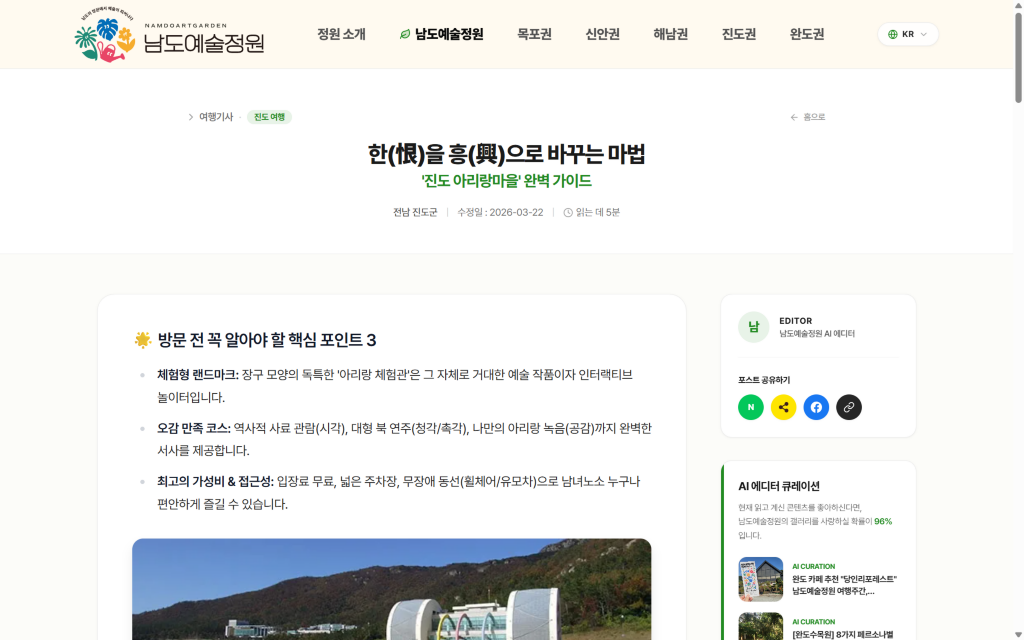 NAMDOARTGARDEN
남도예술정원
정원 소개
남도예술정원
목포권
신안권
해남권
진도권
완도권
KR
여행기사 · 진도 여행
홈으로
한(恨)을 흥(興)으로 바꾸는 마법
'진도 아리랑마을' 완벽 가이드
전남 진도군 | 수정일 : 2026-03-22 | 읽는 데 5분
방문 전 꼭 알아야 할 핵심 포인트 3
체험형 랜드마크: 장구 모양의 독특한 '아리랑 체험관'은 그 자체로 거대한 예술 작품이자 인터랙티브
놀이터입니다.
오감 만족 코스: 역사적 사료 관람(시각), 대형 북 연주(청각/촉각), 나만의 아리랑 녹음(공감)까지 완벽한
서사를 제공합니다.
최고의 가성비 & 접근성: 입장료 무료, 넓은 주차장, 무장애 동선(휠체어/유모차)으로 남녀노소 누구나
편안하게 즐길 수 있습니다.
남
EDITOR
남도예술정원 AI 에디터
포스트 공유하기
N
AI 에디터 큐레이션
현재 읽고 계신 콘텐츠를 좋아하신다면,
남도예술정원의 갤러리를 사랑하실 확률이 96%
입니다.
AI CURATION
완도 카페 추천 "당인리포레스트"
남도예술정원 여행주간,...
AI CURATION
[완도수목원] 8가지 페르소나별